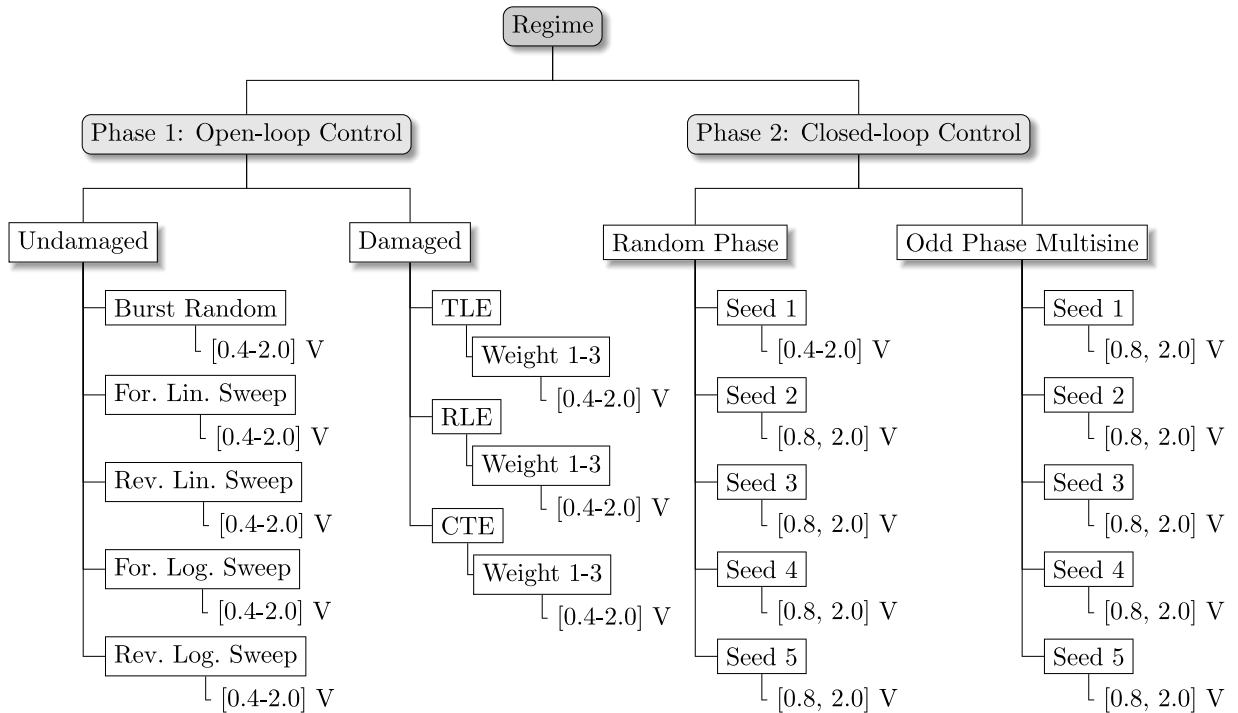 Regime
Phase 1: Open-loop Control
Undamaged
Burst Random
[0.4-2.0] V
For. Lin. Sweep
[0.4-2.0] V
Rev. Lin. Sweep
[0.4-2.0] V
For. Log. Sweep
[0.4-2.0] V
Rev. Log. Sweep
[0.4-2.0] V
Damaged
TLE
Weight 1-3
[0.4-2.0] V
RLE
Weight 1-3
[0.4-2.0] V
CTE
Weight 1-3
[0.4-2.0] V
Phase 2: Closed-loop Control
Random Phase
Seed 1
[0.4-2.0] V
Seed 2
[0.8, 2.0] V
Seed 3
[0.8, 2.0] V
Seed 4
[0.8, 2.0] V
Seed 5
[0.8, 2.0] V
Odd Phase Multisine
Seed 1
[0.8, 2.0] V
Seed 2
[0.8, 2.0] V
Seed 3
[0.8, 2.0] V
Seed 4
[0.8, 2.0] V
Seed 5
[0.8, 2.0] V